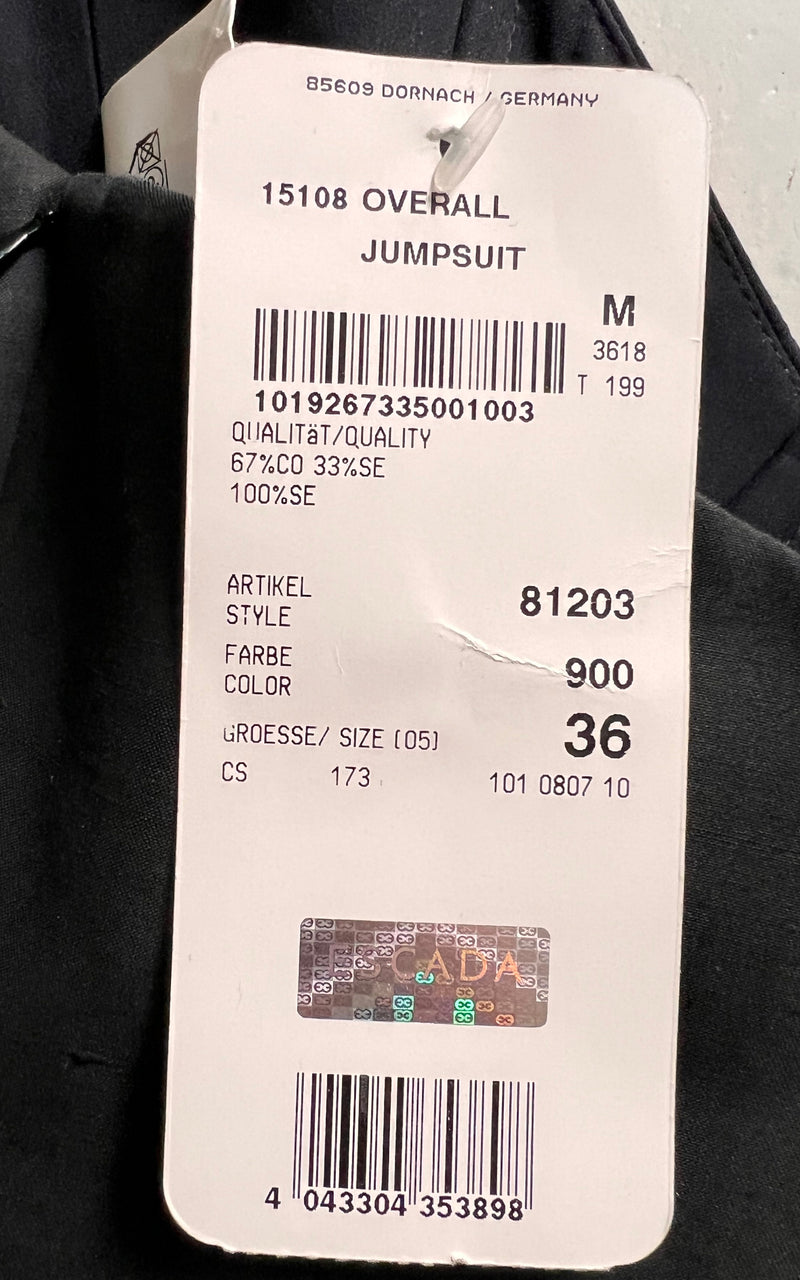 85609 DORNACH / GERMANY
15108 OVERALL
JUMPSUIT
M
3618
T 199
1019267335001003
QUALITäT/QUALITY
67%CO 33%SE
100%SE
ARTIKEL
STYLE 81203
FARBE
COLOR 900
GROESSE/ SIZE (05) 36
CS 173 101 0807 10
ESCADA
4 043304 353898